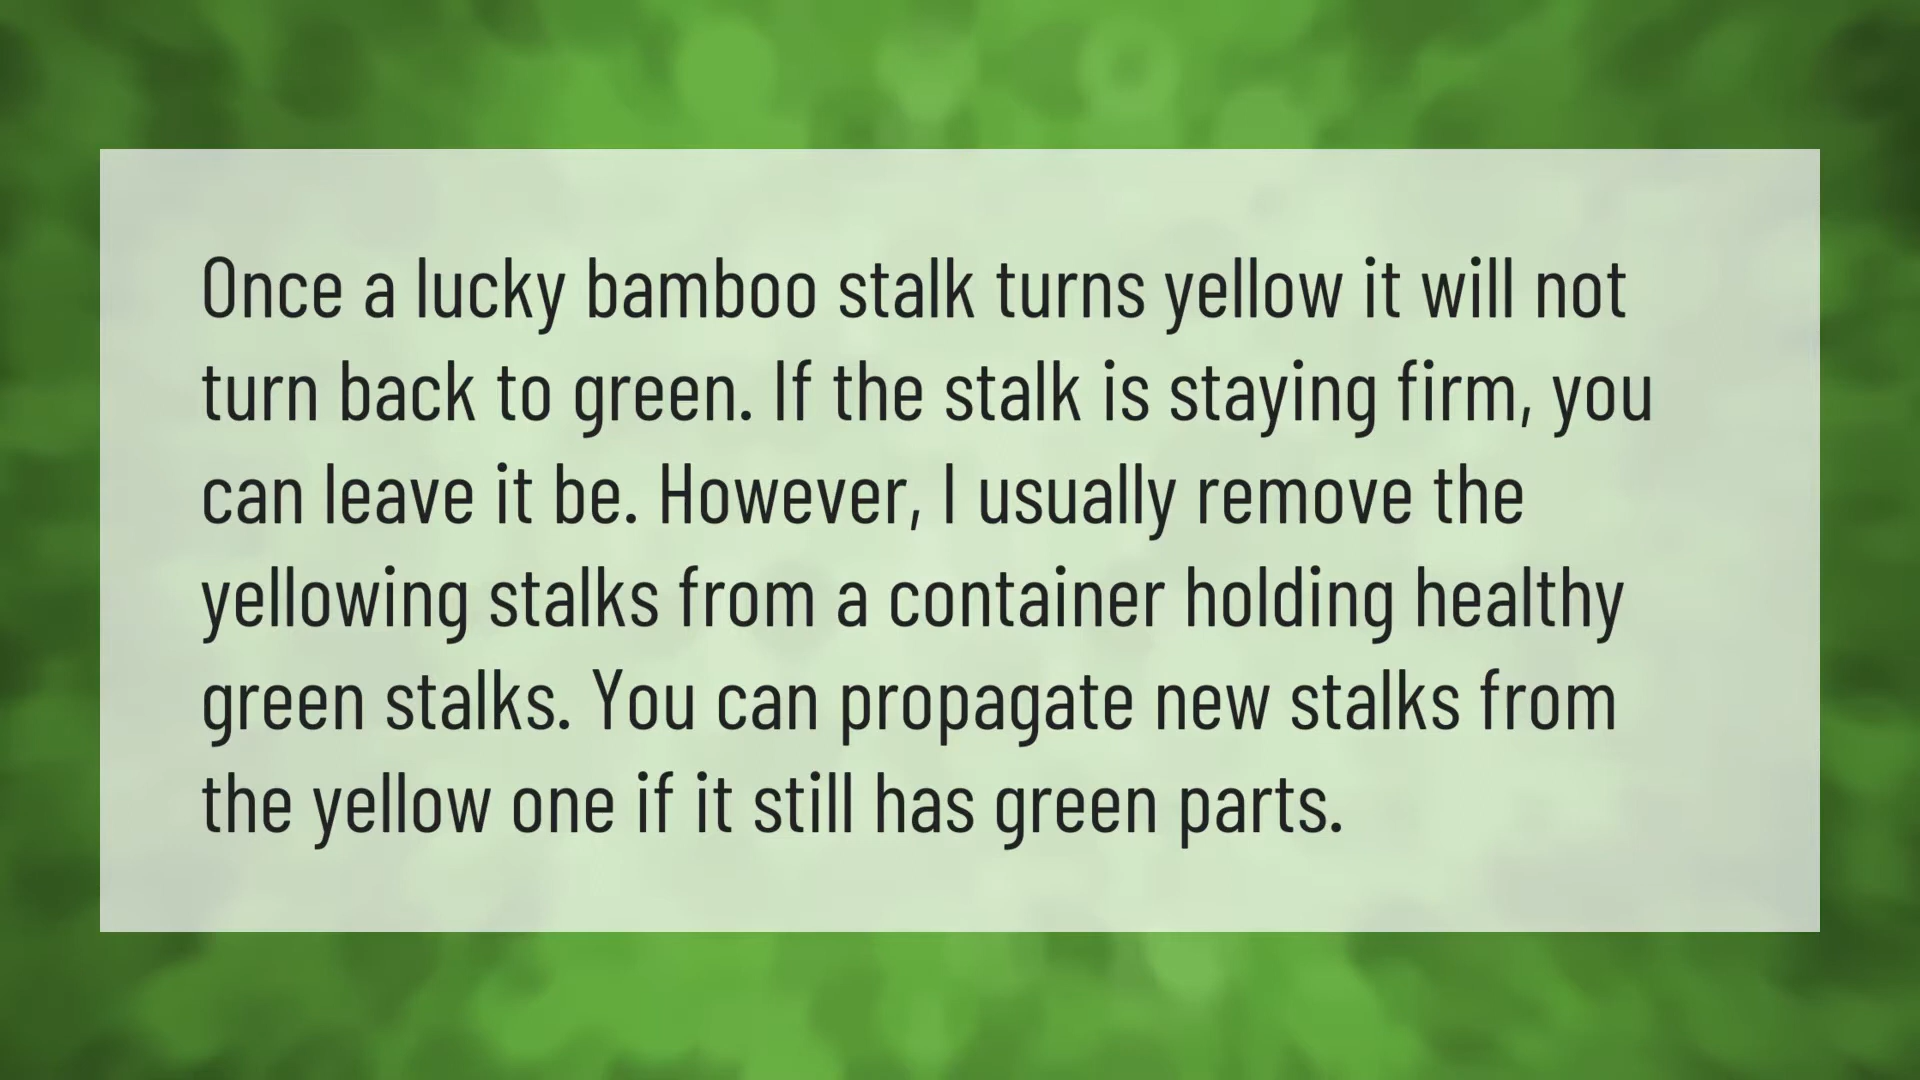 Once a lucky bamboo stalk turns yellow it will not
turn back to green. If the stalk is staying firm, you
can leave it be. However, I usually remove the
yellowing stalks from a container holding healthy
green stalks. You can propagate new stalks from
the yellow one if it still has green parts.